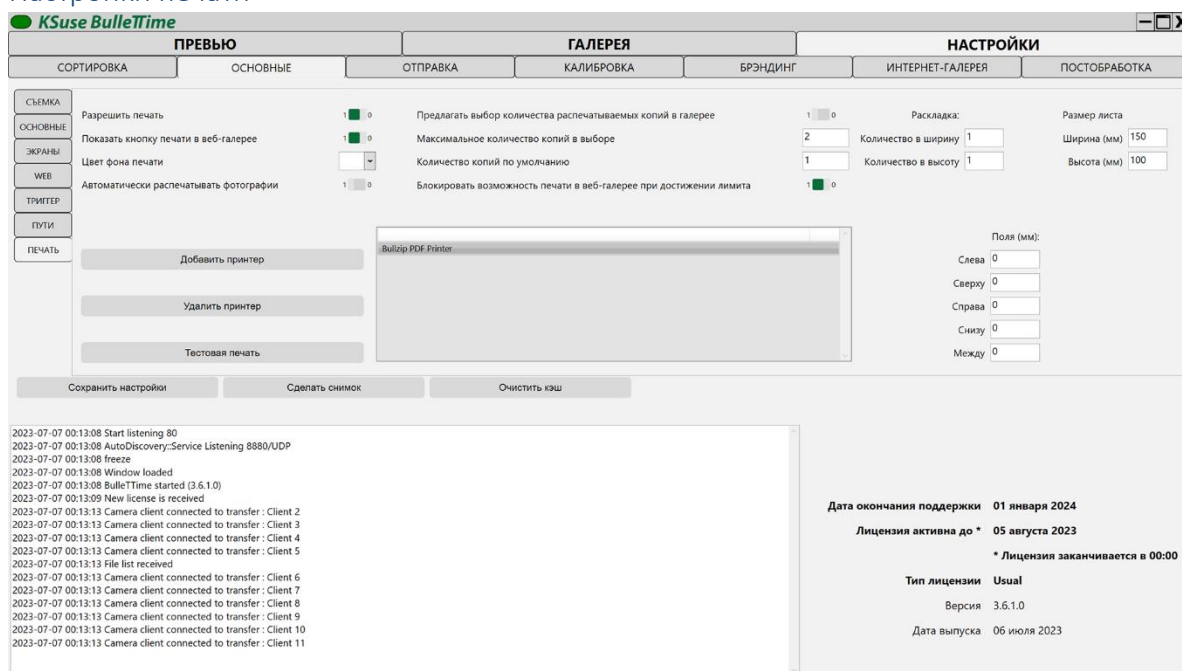 Настройки печати
KSuse BulleTTime
ПРЕВЬЮ ГАЛЕРЕЯ НАСТРОЙКИ
СОРТИРОВКА ОСНОВНЫЕ ОТПРАВКА КАЛИБРОВКА БРЭНДИНГ ИНТЕРНЕТ-ГАЛЕРЕЯ ПОСТОБРАБОТКА
СЪЕМКА
ОСНОВНЫЕ
ЭКРАНЫ
WEB
ТРИГГЕР
ПУТИ
ПЕЧАТЬ
Разрешить печать 1 0
Показать кнопку печати в веб-галерее 1 0
Цвет фона печати
Автоматически распечатывать фотографии 1 0
Предлагать выбор количества распечатываемых копий в галерее 1 0
Максимальное количество копий в выборе 2
Количество копий по умолчанию 1
Блокировать возможность печати в веб-галерее при достижении лимита 1 0
Раскладка:
Количество в ширину 1
Количество в высоту 1
Размер листа
Ширина (мм) 150
Высота (мм) 100
Добавить принтер
Удалить принтер
Тестовая печать
Bullzip PDF Printer
Поля (мм):
Слева 0
Сверху 0
Справа 0
Снизу 0
Между 0
Сохранить настройки Сделать снимок Очистить кэш
2023-07-07 00:13:08 Start listening 80
2023-07-07 00:13:08 AutoDiscovery::Service Listening 8880/UDP
2023-07-07 00:13:08 freeze
2023-07-07 00:13:08 Window loaded
2023-07-07 00:13:08 BulleTTime started (3.6.1.0)
2023-07-07 00:13:09 New license is received
2023-07-07 00:13:13 Camera client connected to transfer : Client 2
2023-07-07 00:13:13 Camera client connected to transfer : Client 3
2023-07-07 00:13:13 Camera client connected to transfer : Client 4
2023-07-07 00:13:13 Camera client connected to transfer : Client 5
2023-07-07 00:13:13 File list received
2023-07-07 00:13:13 Camera client connected to transfer : Client 6
2023-07-07 00:13:13 Camera client connected to transfer : Client 7
2023-07-07 00:13:13 Camera client connected to transfer : Client 8
2023-07-07 00:13:13 Camera client connected to transfer : Client 9
2023-07-07 00:13:13 Camera client connected to transfer : Client 10
2023-07-07 00:13:13 Camera client connected to transfer : Client 11
Дата окончания поддержки 01 января 2024
Лицензия активна до * 05 августа 2023
* Лицензия заканчивается в 00:00
Тип лицензии Usual
Версия 3.6.1.0
Дата выпуска 06 июля 2023